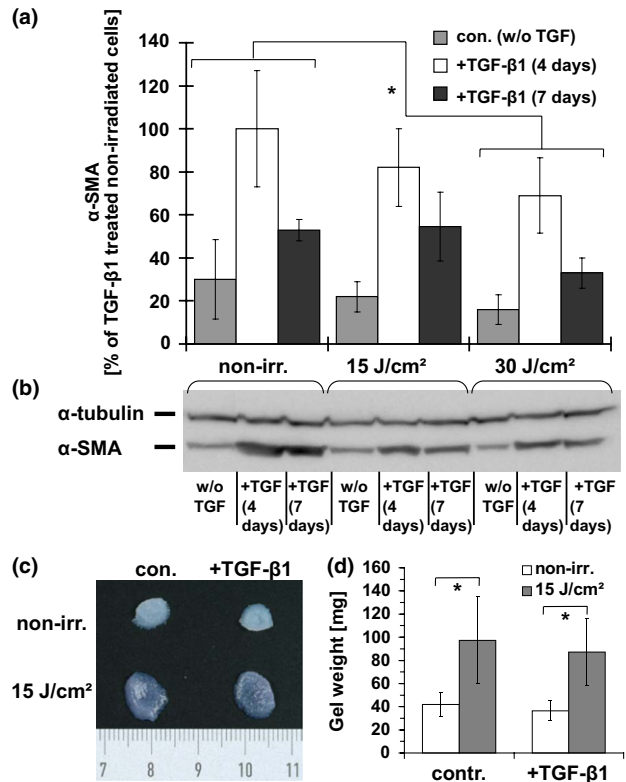 (a)
140
120
100
80
60
40
20
0
α-SMA
[% of TGF-β1 treated non-irradiated cells]
con. (w/o TGF)
+TGF-β1 (4 days)
+TGF-β1 (7 days)
*
non-irr.
15 J/cm²
30 J/cm²
(b)
α-tubulin
α-SMA
w/o TGF
+TGF (4 days)
+TGF (7 days)
w/o TGF
+TGF (4 days)
+TGF (7 days)
w/o TGF
+TGF (4 days)
+TGF (7 days)
(c)
con.
+TGF-β1
non-irr.
15 J/cm²
7 8 9 10 11
(d)
Gel weight [mg]
160
140
120
100
80
60
40
20
0
non-irr.
15 J/cm²
*
*
contr.
+TGF-β1